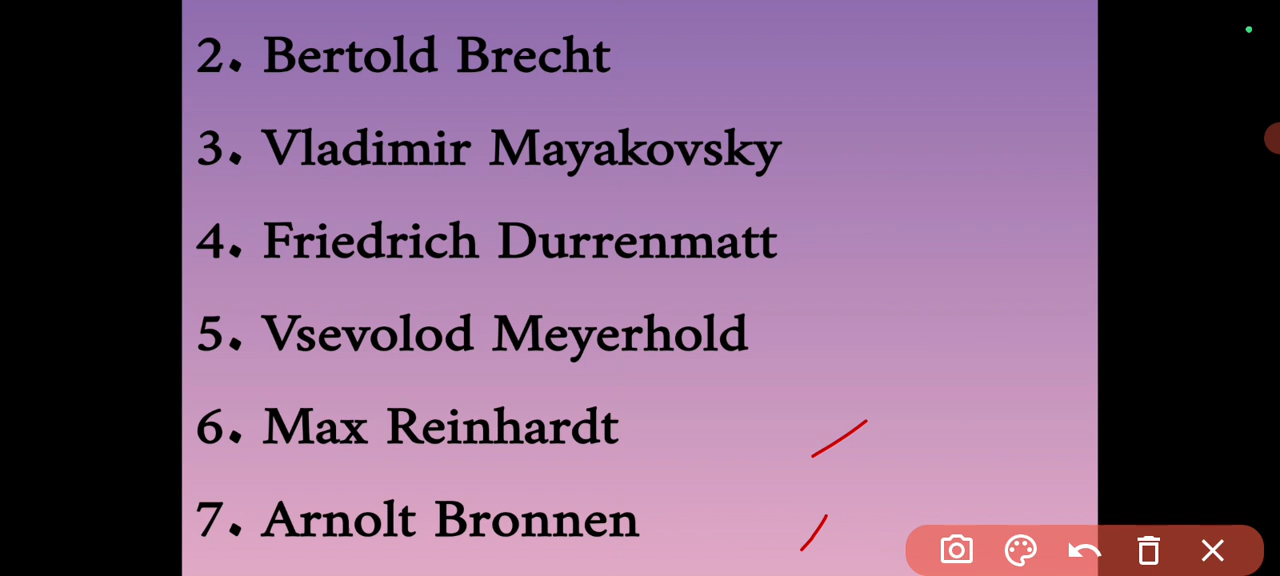 2. Bertold Brecht
3. Vladimir Mayakovsky
4. Friedrich Durrenmatt
5. Vsevolod Meyerhold
6. Max Reinhardt
7. Arnolt Bronnen